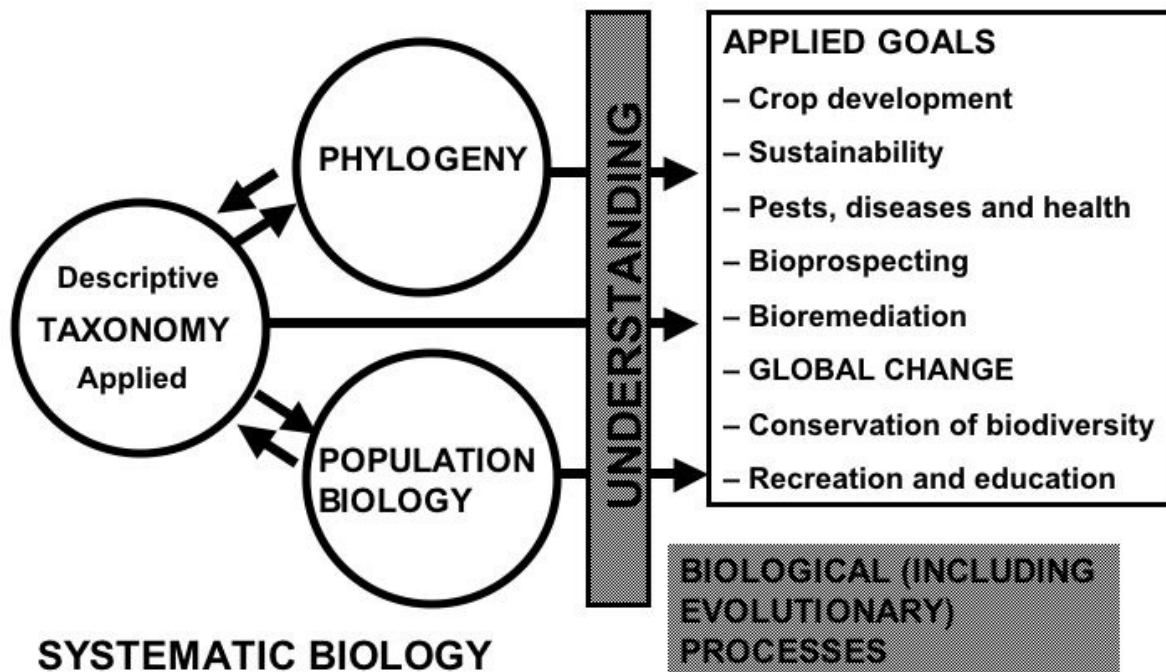 PHYLOGENY
Descriptive
TAXONOMY
Applied
POPULATION
BIOLOGY
SYSTEMATIC BIOLOGY
UNDERSTANDING
APPLIED GOALS
– Crop development
– Sustainability
– Pests, diseases and health
– Bioprospecting
– Bioremediation
– GLOBAL CHANGE
– Conservation of biodiversity
– Recreation and education
BIOLOGICAL (INCLUDING
EVOLUTIONARY)
PROCESSES